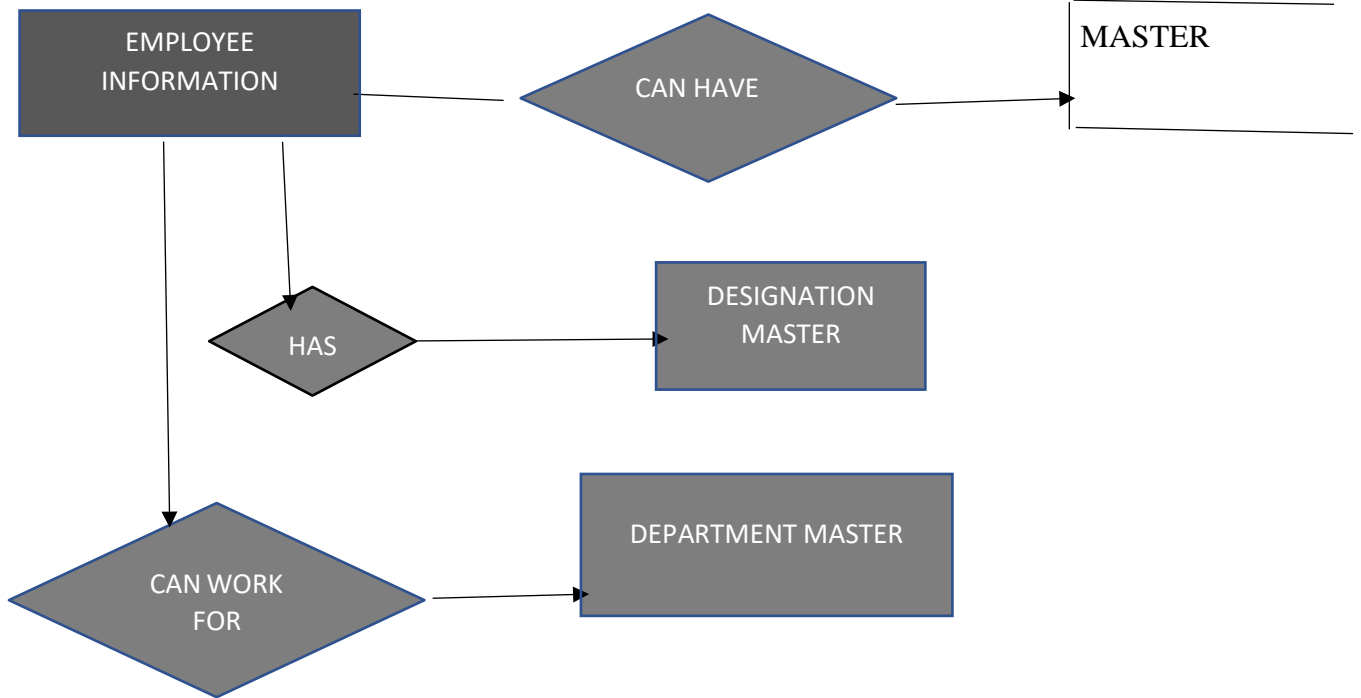 EMPLOYEE
INFORMATION
CAN HAVE
MASTER
HAS
DESIGNATION
MASTER
CAN WORK
FOR
DEPARTMENT MASTER